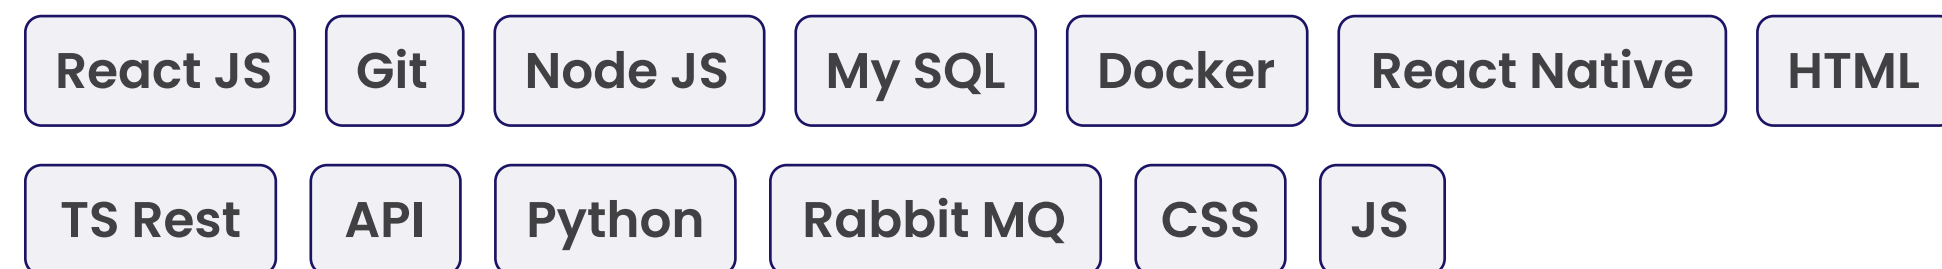 React JS Git Node JS My SQL Docker React Native HTML
TS Rest API Python Rabbit MQ CSS JS